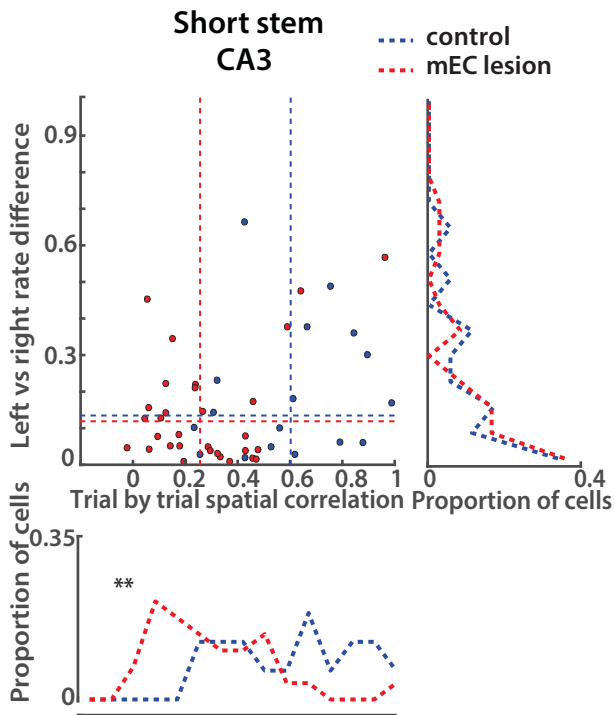 Short stem
CA3
control
mEC lesion
Left vs right rate difference
0.9
0.6
0.3
0
0 0.2 0.4 0.6 0.8 1
Trial by trial spatial correlation
0.4
Proportion of cells
Proportion of cells
0.35
0
**